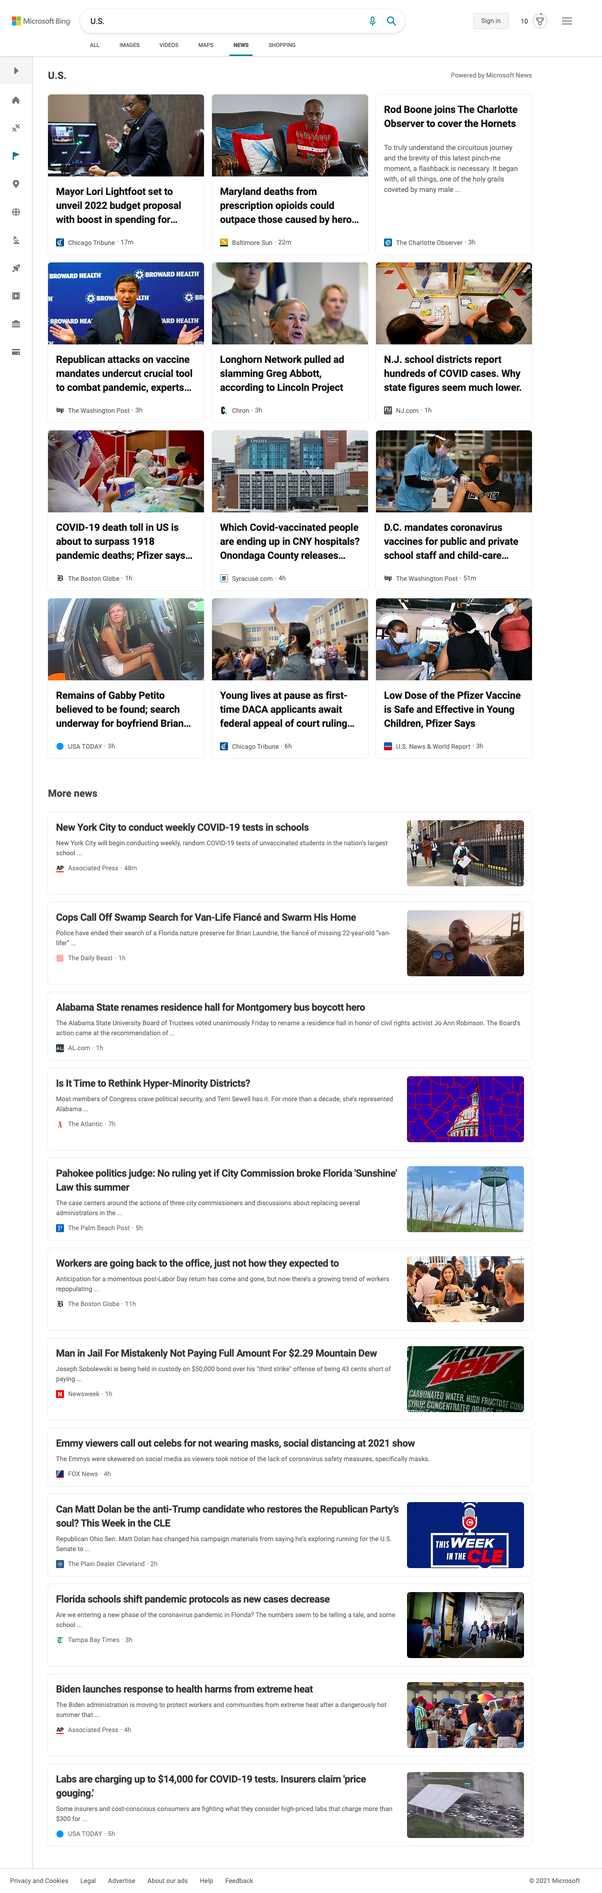 Microsoft Bing
U.S.
Sign in
10
ALL
IMAGES
VIDEOS
MAPS
NEWS
SHOPPING
U.S.
Powered by Microsoft News
Mayor Lori Lightfoot set to
unveil 2022 budget proposal
with boost in spending for...
Chicago Tribune · 17m
Maryland deaths from
prescription opioids could
outpace those caused by hero...
Baltimore Sun · 22m
Rod Boone joins The Charlotte
Observer to cover the Hornets
To truly understand the circuitous journey
and the brevity of this latest pinch-me
moment, a flashback is necessary. It began
with, of all things, one of the holy grails
coveted by many male ...
The Charlotte Observer · 3h
BROWARD HEALTH
BROWARD HEALTH
Republican attacks on vaccine
mandates undercut crucial tool
to combat pandemic, experts...
wp The Washington Post · 3h
Longhorn Network pulled ad
slamming Greg Abbott,
according to Lincoln Project
Chron · 3h
N.J. school districts report
hundreds of COVID cases. Why
state figures seem much lower.
NJ.com · 1h
COVID-19 death toll in US is
about to surpass 1918
pandemic deaths; Pfizer says...
B The Boston Globe · 1h
UPSTATE
Which Covid-vaccinated people
are ending up in CNY hospitals?
Onondaga County releases...
Syracuse.com · 4h
D.C. mandates coronavirus
vaccines for public and private
school staff and child-care...
wp The Washington Post · 51m
Remains of Gabby Petito
believed to be found; search
underway for boyfriend Brian...
USA TODAY · 3h
Young lives at pause as first-
time DACA applicants await
federal appeal of court ruling...
Chicago Tribune · 6h
Low Dose of the Pfizer Vaccine
is Safe and Effective in Young
Children, Pfizer Says
U.S. News & World Report · 3h
More news
New York City to conduct weekly COVID-19 tests in schools
New York City will begin conducting weekly, random COVID-19 tests of unvaccinated students in the nation's largest
school ...
AP Associated Press · 48m
Cops Call Off Swamp Search for Van-Life Fiancé and Swarm His Home
Police have ended their search of a Florida nature preserve for Brian Laundrie, the fiancé of missing 22-year-old "van-
lifer" ...
The Daily Beast · 1h
Alabama State renames residence hall for Montgomery bus boycott hero
The Alabama State University Board of Trustees voted unanimously Friday to rename a residence hall in honor of civil rights activist Jo Ann Robinson. The Board's
action came at the recommendation of ...
AL AL.com · 1h
Is It Time to Rethink Hyper-Minority Districts?
Most members of Congress crave political security, and Terri Sewell has it. For more than a decade, she's represented
Alabama ...
A The Atlantic · 7h
Pahokee politics judge: No ruling yet if City Commission broke Florida 'Sunshine'
Law this summer
The case centers around the actions of three city commissioners and discussions about replacing several
administrators in the ...
P The Palm Beach Post · 5h
Workers are going back to the office, just not how they expected to
Anticipation for a momentous post-Labor Day return has come and gone, but now there's a growing trend of workers
repopulating ...
B The Boston Globe · 11h
Man in Jail For Mistakenly Not Paying Full Amount For $2.29 Mountain Dew
Joseph Sobolewski is being held in custody on $50,000 bond over his "third strike" offense of being 43 cents short of
paying ...
N Newsweek · 1h
DEW
CARBONATED WATER, HIGH FRUCTOSE COR
SYRUP, CONCENTRATED ORANGE
Emmy viewers call out celebs for not wearing masks, social distancing at 2021 show
The Emmys were skewered on social media as viewers took notice of the lack of coronavirus safety measures, specifically masks.
FOX News · 4h
Can Matt Dolan be the anti-Trump candidate who restores the Republican Party's
soul? This Week in the CLE
Republican Ohio Sen. Matt Dolan has changed his campaign materials from saying he's exploring running for the U.S.
Senate to ...
The Plain Dealer Cleveland · 2h
THIS WEEK
IN THE CLE
Florida schools shift pandemic protocols as new cases decrease
Are we entering a new phase of the coronavirus pandemic in Florida? The numbers seem to be telling a tale, and some
school ...
T Tampa Bay Times · 3h
Biden launches response to health harms from extreme heat
The Biden administration is moving to protect workers and communities from extreme heat after a dangerously hot
summer that ...
AP Associated Press · 4h
Labs are charging up to $14,000 for COVID-19 tests. Insurers claim 'price
gouging.'
Some insurers and cost-conscious consumers are fighting what they consider high-priced labs that charge more than
$300 for ...
USA TODAY · 5h
Privacy and Cookies
Legal
Advertise
About our ads
Help
Feedback
© 2021 Microsoft